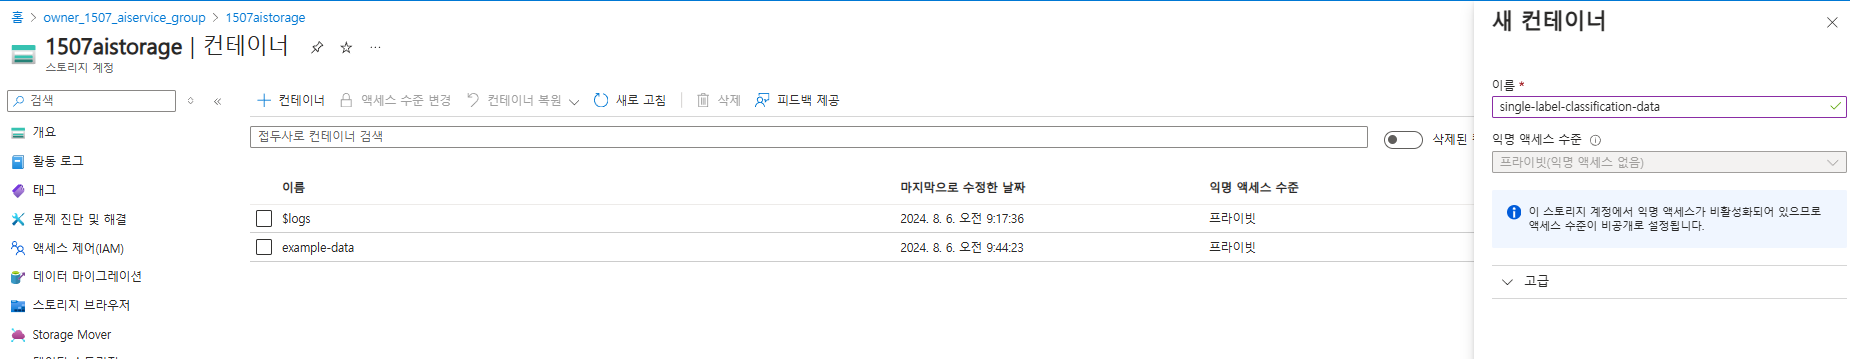 홈 > owner_1507_aiservice_group > 1507aistorage
1507aistorage | 컨테이너
스토리지 계정
검색
개요
활동 로그
태그
문제 진단 및 해결
액세스 제어(IAM)
데이터 마이그레이션
스토리지 브라우저
Storage Mover
컨테이너 액세스 수준 변경 컨테이너 복원 새로 고침 삭제 피드백 제공
접두사로 컨테이너 검색
삭제된
이름 마지막으로 수정한 날짜 익명 액세스 수준
$logs 2024. 8. 6. 오전 9:17:36 프라이빗
example-data 2024. 8. 6. 오전 9:44:23 프라이빗
새 컨테이너
이름 *
single-label-classification-data
익명 액세스 수준
프라이빗(익명 액세스 없음)
이 스토리지 계정에서 익명 액세스가 비활성화되어 있으므로
액세스 수준이 비공개로 설정됩니다.
고급